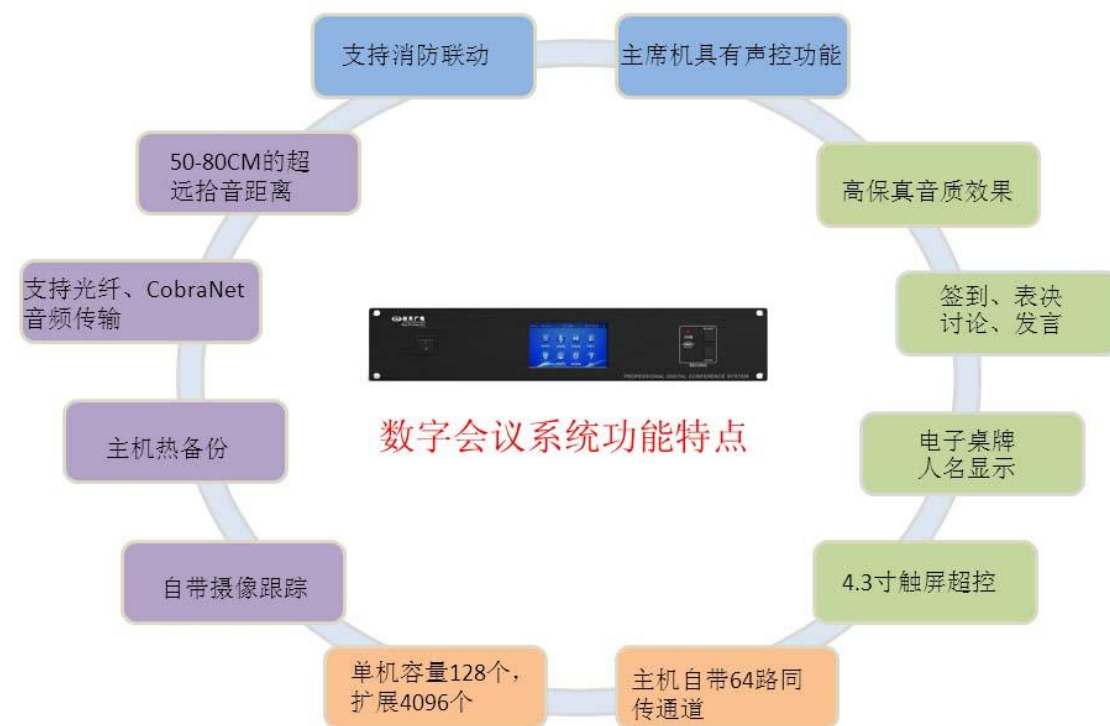 支持消防联动
主席机具有声控功能
50-80CM的超
远拾音距离
高保真音质效果
支持光纤、CobraNet
音频传输
签到、表决
讨论、发言
PROFESSIONAL DIGITAL CONFERENCE SYSTEM
数字会议系统功能特点
主机热备份
电子桌牌
人名显示
自带摄像跟踪
4.3寸触屏超控
单机容量128个，
扩展4096个
主机自带64路同
传通道